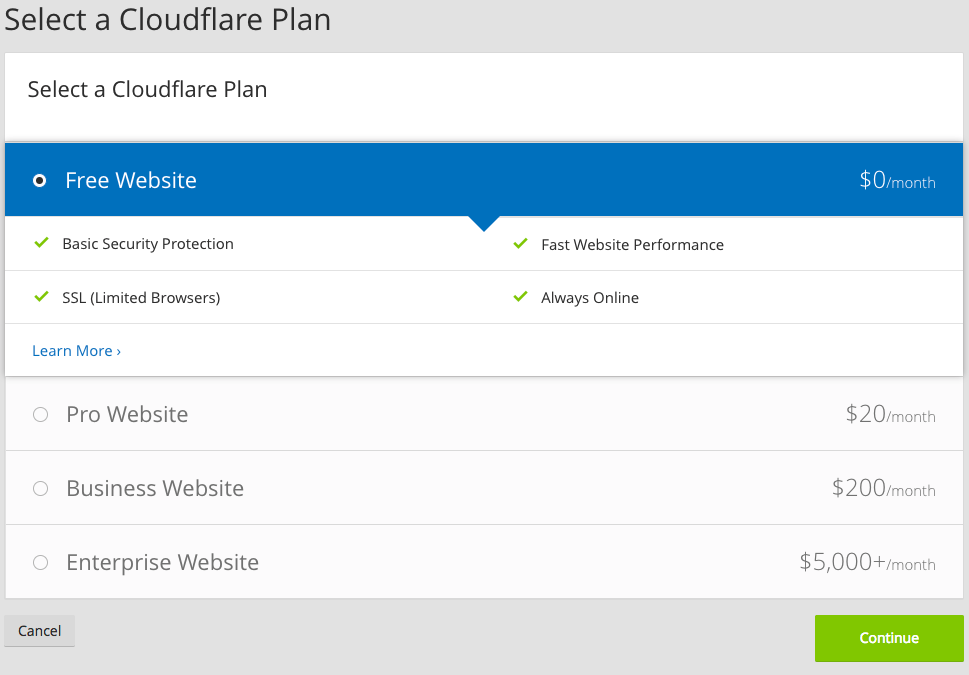 Select a Cloudflare Plan
Select a Cloudflare Plan
Free Website $0/month
Basic Security Protection Fast Website Performance
SSL (Limited Browsers) Always Online
Learn More ›
Pro Website $20/month
Business Website $200/month
Enterprise Website $5,000+/month
Cancel Continue